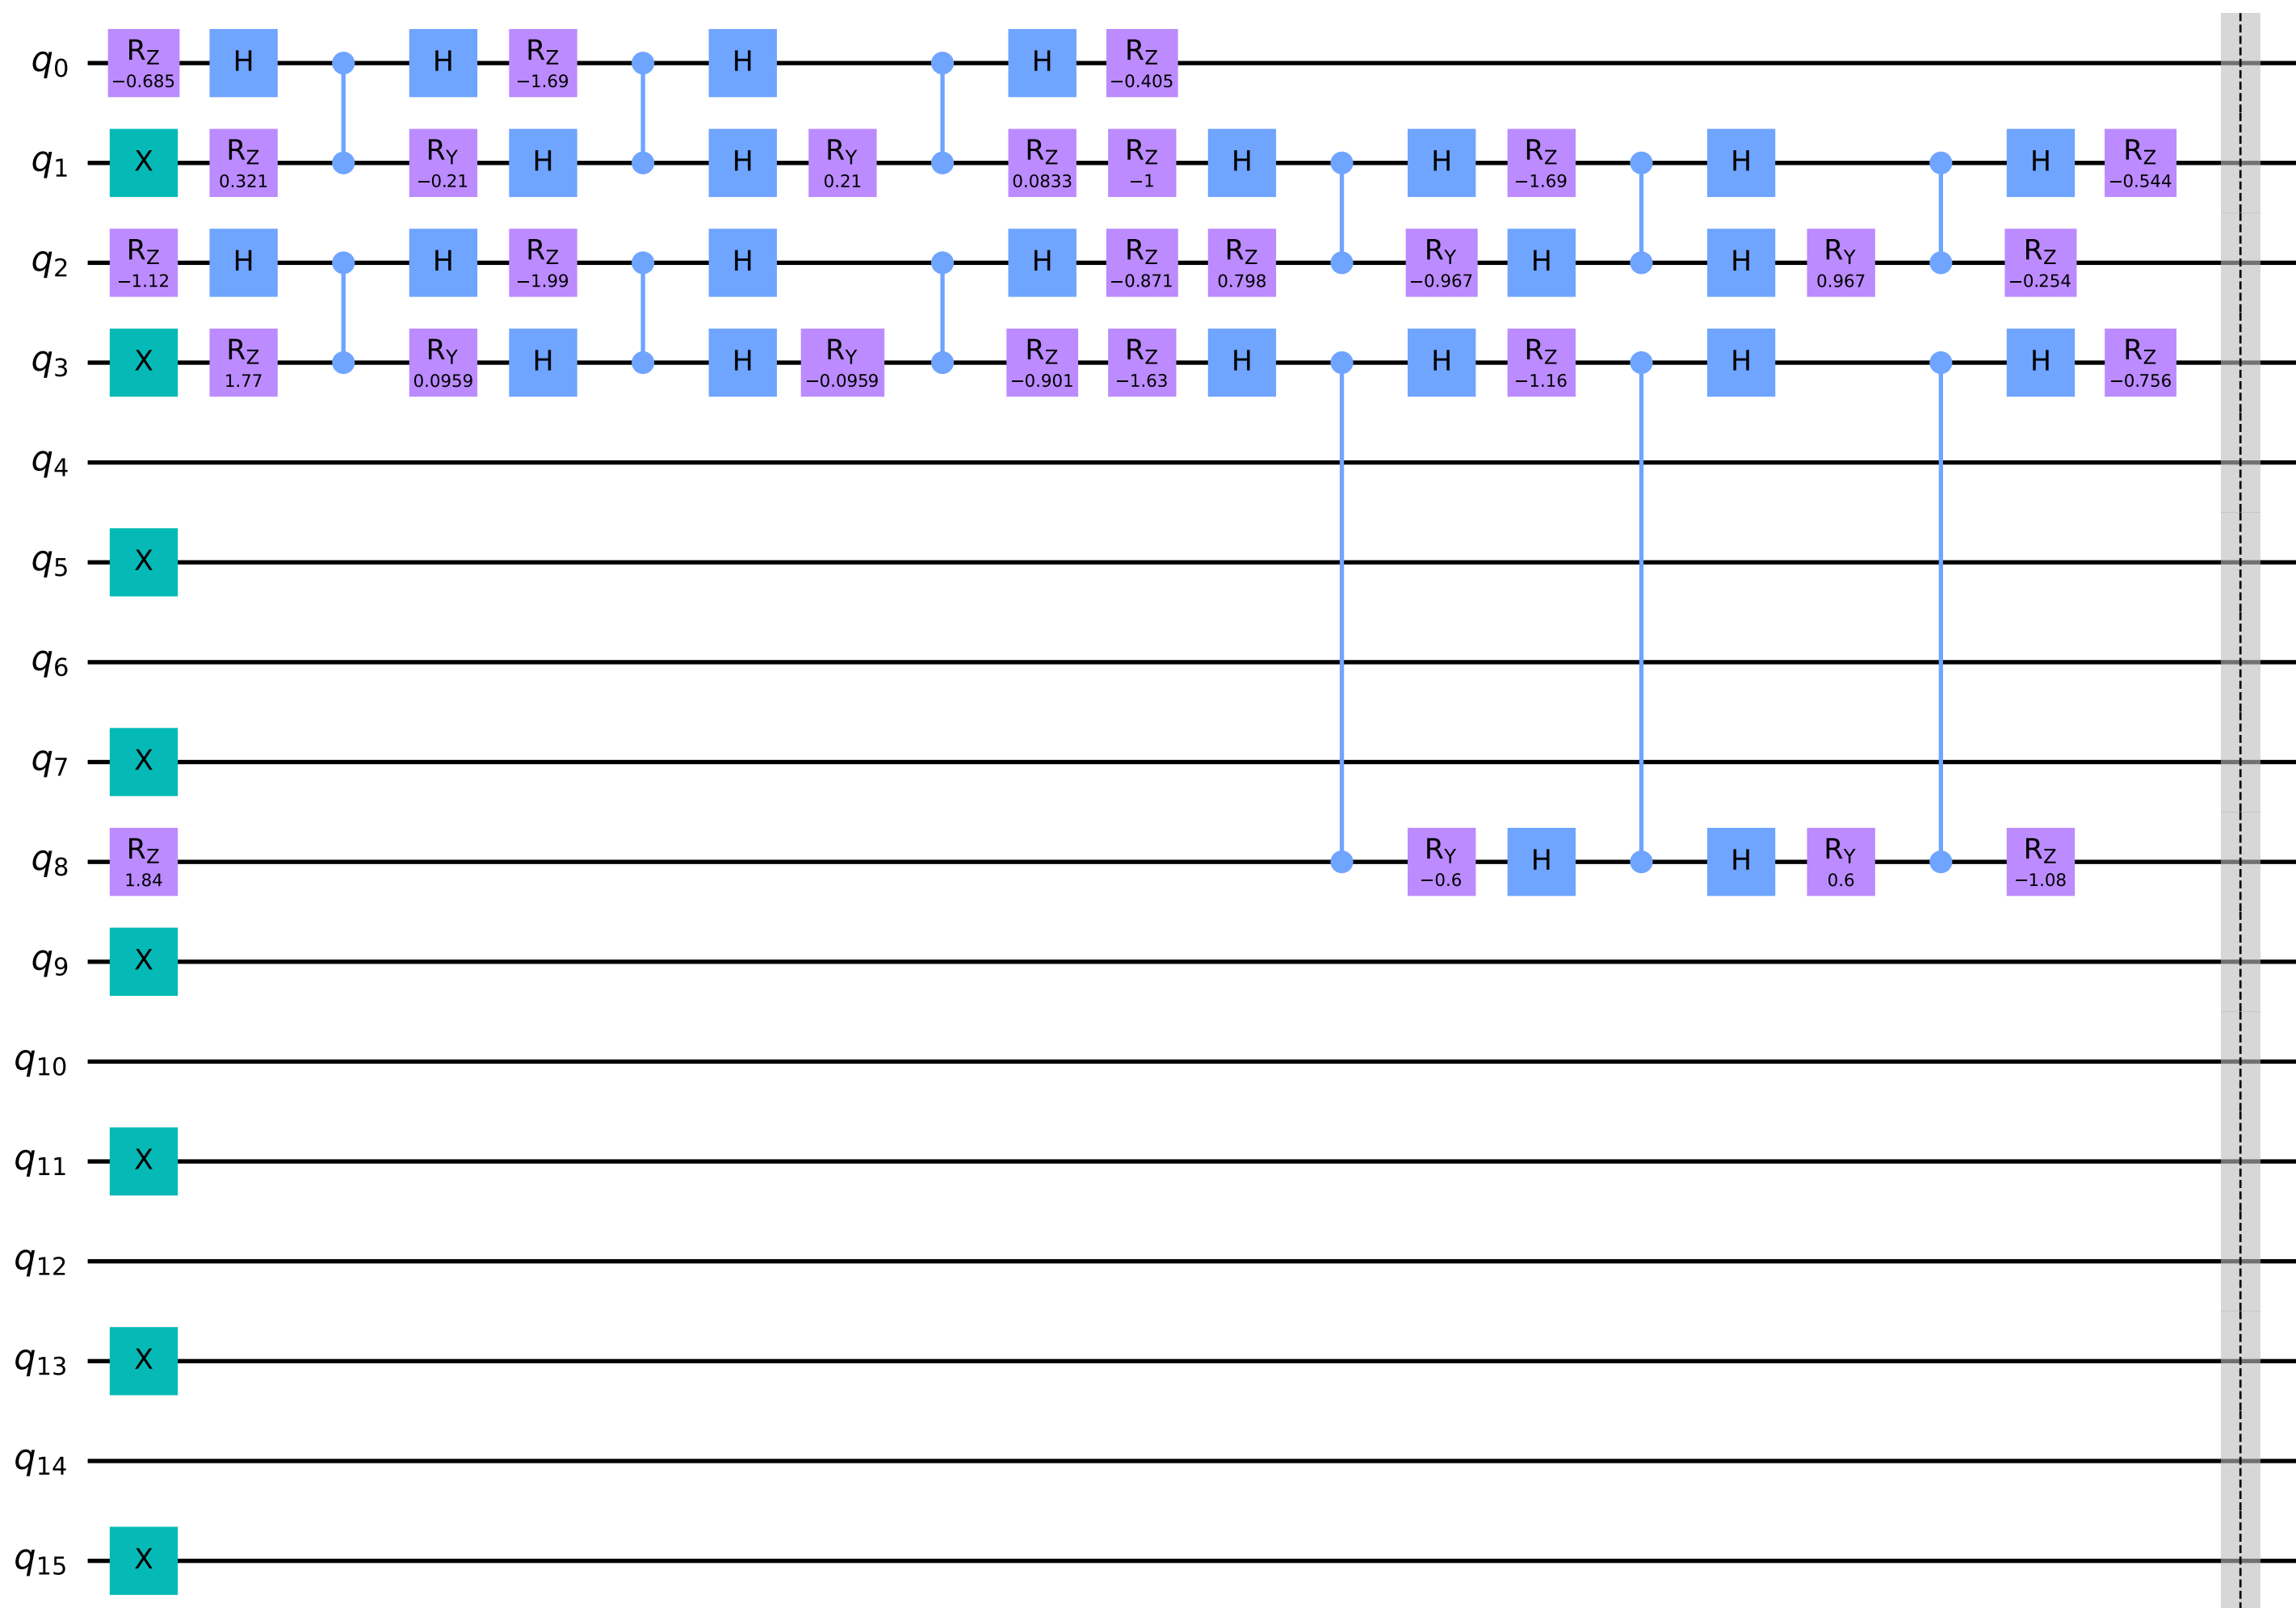 q0 RZ −0.685 H H RZ −1.69 H H RZ −0.405
q1 X RZ 0.321 RY −0.21 H H RY 0.21 RZ 0.0833 RZ −1 H H RZ −1.69 H H RZ −0.544
q2 RZ −1.12 H H RZ −1.99 H H RZ −0.871 RZ 0.798 RY −0.967 H H RY 0.967 RZ −0.254
q3 X RZ 1.77 RY 0.0959 H H RY −0.0959 RZ −0.901 RZ −1.63 H H RZ −1.16 H H RZ −0.756
q4
q5 X
q6
q7 X
q8 RZ 1.84 RY −0.6 H H RY 0.6 RZ −1.08
q9 X
q10
q11 X
q12
q13 X
q14
q15 X